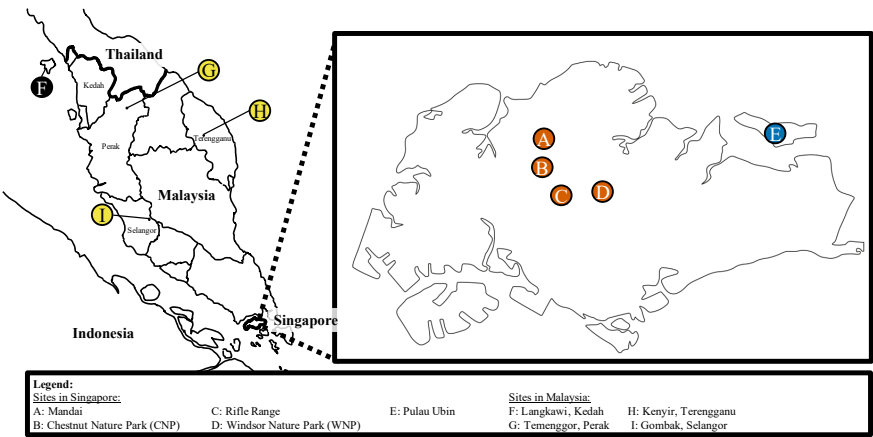 Thailand
G
F
Kedah
H
Terengganu
Perak
Malaysia
I
Selangor
Singapore
Indonesia
A
B
C
D
E
Legend:
Sites in Singapore: Sites in Malaysia:
A: Mandai C: Rifle Range E: Pulau Ubin F: Langkawi, Kedah H: Kenyir, Terengganu
B: Chestnut Nature Park (CNP) D: Windsor Nature Park (WNP) G: Temenggor, Perak I: Gombak, Selangor